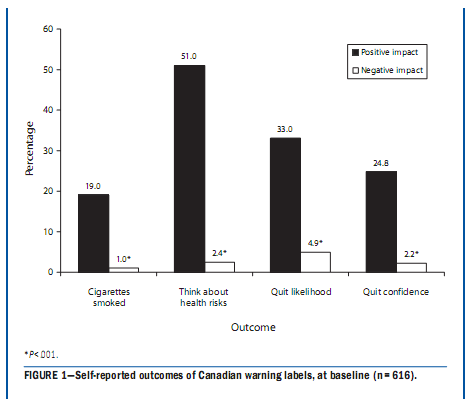 60
50
40
30
20
10
0
Percentage
Positive impact
Negative impact
19.0
1.0*
51.0
2.4*
33.0
4.9*
24.8
2.2*
Cigarettes
smoked
Think about
health risks
Quit likelihood
Quit confidence
Outcome
*P<.001.
FIGURE 1—Self-reported outcomes of Canadian warning labels, at baseline (n = 616).